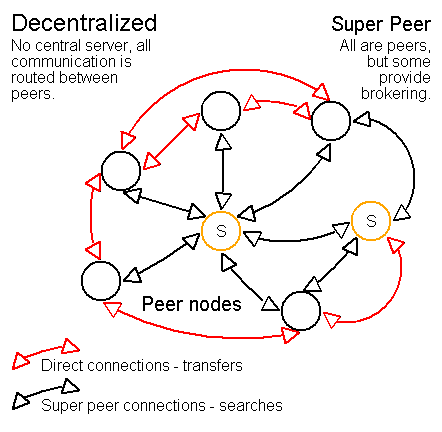 Decentralized
No central server, all
communication is
routed between
peers.
Super Peer
All are peers,
but some
provide
brokering.
S
S
Peer nodes
Direct connections - transfers
Super peer connections - searches